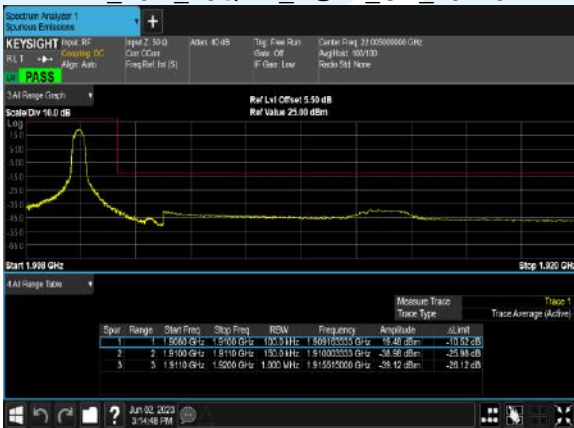 Spectrum Analyzer 1
Spurious Emissions
KEYSIGHT Input: RF
RLT Coupling: DC
Align: Auto
Input Z: 50 Ω
Corr CCorr
Freq Ref: Int (S)
Atten: 40 dB
Trig: Free Run
Gate: Off
IF Gain: Low
Center Freq: 22.005000000 GHz
Avg|Hold: 100/100
Radio Std: None
PASS
3.All Range Graph
Scale/Div 10.0 dB
Ref Lvl Offset 5.50 dB
Ref Value 25.00 dBm
Log
15.0
5.00
-5.00
-15.0
-25.0
-35.0
-45.0
-55.0
-65.0
Start 1.908 GHz
Stop 1.920 GHz
4.All Range Table
Measure Trace Trace 1
Trace Type Trace Average (Active)
Spur Range Start Freq Stop Freq RBW Frequency Amplitude ΔLimit
1 1 1.9080 GHz 1.9100 GHz 100.0 kHz 1.909163333 GHz 19.48 dBm -10.52 dB
2 2 1.9100 GHz 1.9110 GHz 150.0 kHz 1.910003333 GHz -38.98 dBm -25.98 dB
3 3 1.9110 GHz 1.9200 GHz 1.000 MHz 1.915515000 GHz -39.12 dBm -26.12 dB
Jun 02, 2023
3:14:48 PM